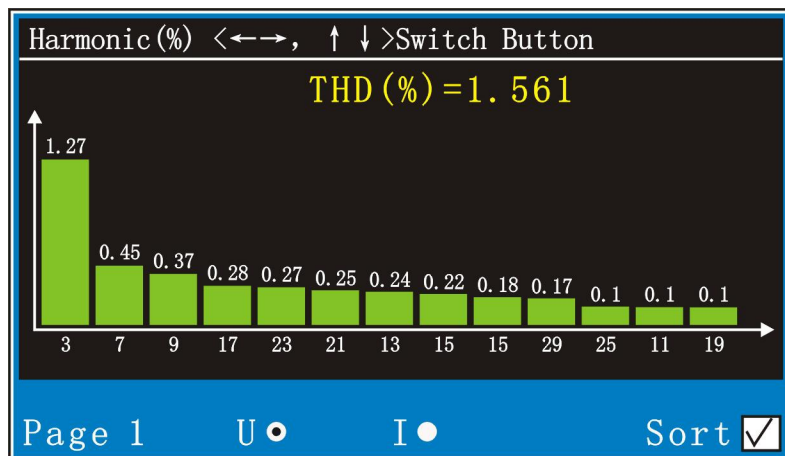 Harmonic(%) <←→, ↑↓>Switch Button
THD(%)=1.561
1.27
0.45 0.37 0.28 0.27 0.25 0.24 0.22 0.18 0.17 0.1 0.1 0.1
3 7 9 17 23 21 13 15 15 29 25 11 19
Page 1 U I Sort